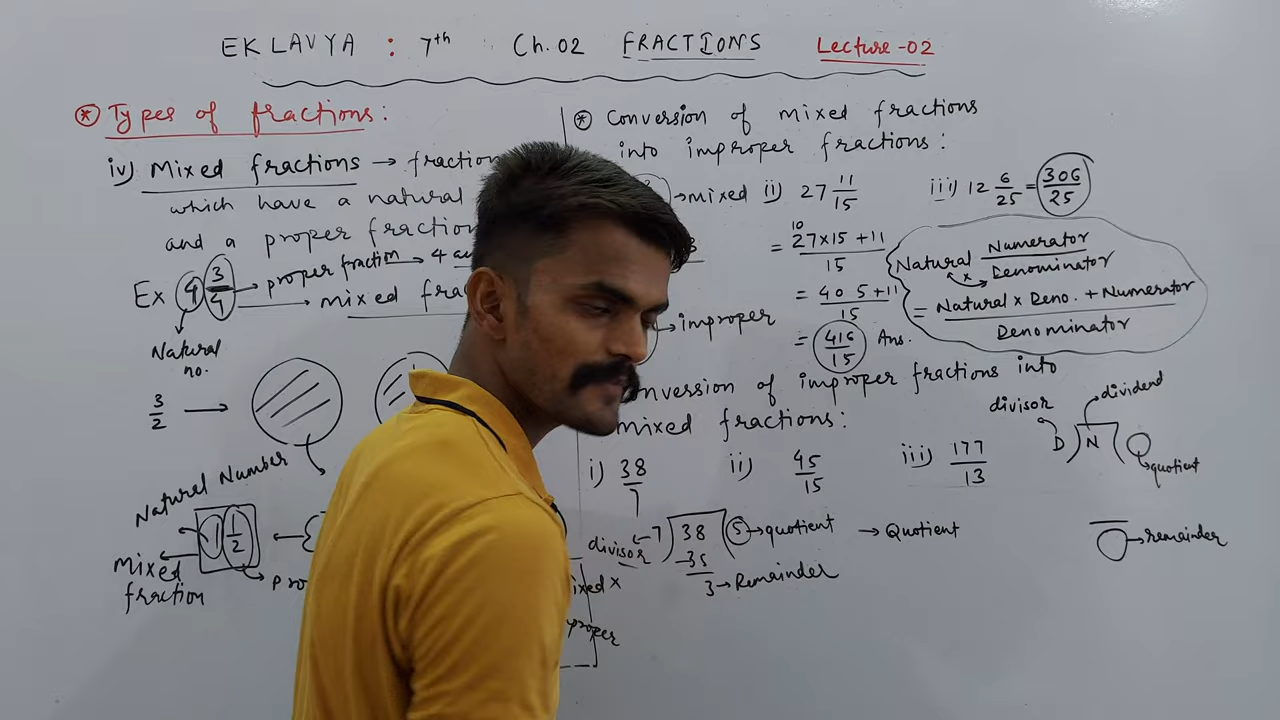 EKLAVYA : 7th Ch. 02 FRACTIONS Lecture -02
* Types of fractions:
iv) Mixed fractions → fraction
which have a natural
and a proper fraction
Ex 4 3/4 → proper fraction → 4
→ mixed
Natural no.
3/2 →
Natural Number
1 1/2 ←
Mixed fraction
* Conversion of mixed fractions
into improper fractions :
→ mixed ii) 27 11/15 iii) 12 6/25 = 306/25
= 27×15 +11 / 15
10
= 405+11 / 15
→ improper
= 416/15 Ans.
Natural Numerator / Denominator
×
= Natural × Deno. + Numerator / Denominator
Conversion of improper fractions into
mixed fractions:
i) 38/7 ii) 45/15 iii) 177/13
divisor dividend
D ) N ( Q
quotient
remainder
divisor ← 7 ) 38 ( 5 → quotient → Quotient
-35
3 → Remainder